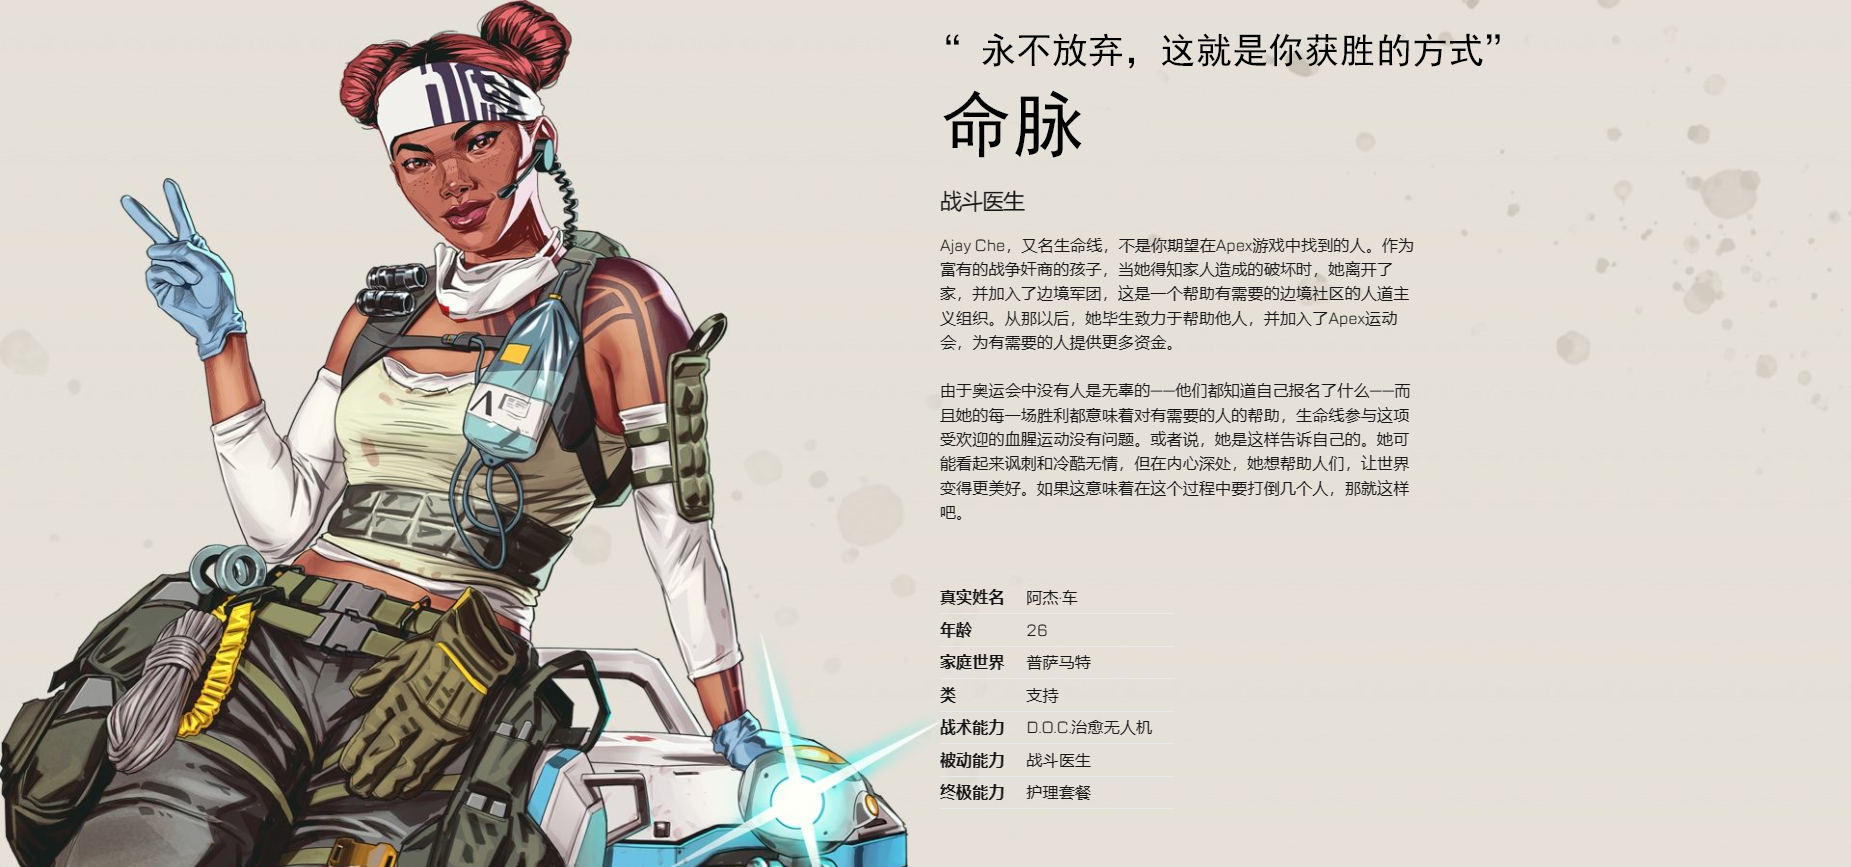 “ 永不放弃，这就是你获胜的方式”
命脉
战斗医生
Ajay Che，又名生命线，不是你期望在Apex游戏中找到的人。作为
富有的战争奸商的孩子，当她得知家人造成的破坏时，她离开了
家，并加入了边境军团，这是一个帮助有需要的边境社区的人道主
义组织。从那以后，她毕生致力于帮助他人，并加入了Apex运动
会，为有需要的人提供更多资金。
由于奥运会中没有人是无辜的——他们都知道自己报名了什么——而
且她的每一场胜利都意味着对有需要的人的帮助，生命线参与这项
受欢迎的血腥运动没有问题。或者说，她是这样告诉自己的。她可
能看起来讽刺和冷酷无情，但在内心深处，她想帮助人们，让世界
变得更美好。如果这意味着在这个过程中要打倒几个人，那就这样
吧。
真实姓名 阿杰·车
年龄 26
家庭世界 普萨马特
类 支持
战术能力 D.O.C.治愈无人机
被动能力 战斗医生
终极能力 护理套餐